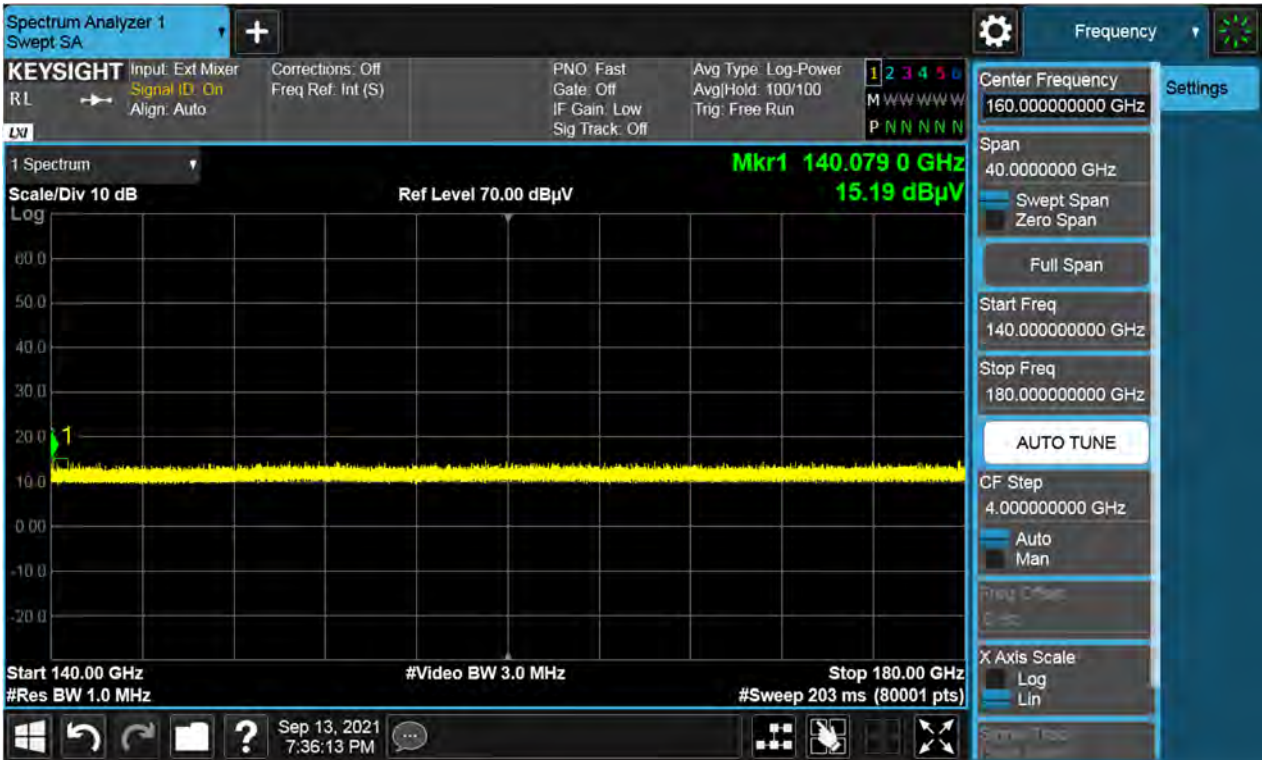 Spectrum Analyzer 1
Swept SA
Frequency
KEYSIGHT
RL
LXI
Input: Ext Mixer
Signal ID: On
Align: Auto
Corrections: Off
Freq Ref: Int (S)
PNO: Fast
Gate: Off
IF Gain: Low
Sig Track: Off
Avg Type: Log-Power
Avg|Hold: 100/100
Trig: Free Run
1 2 3 4 5 6
M W W W W W
P N N N N N
1 Spectrum
Scale/Div 10 dB
Log
Ref Level 70.00 dBµV
Mkr1 140.079 0 GHz
15.19 dBµV
60.0
50.0
40.0
30.0
20.0
10.0
0.00
-10.0
-20.0
1
Start 140.00 GHz
#Res BW 1.0 MHz
#Video BW 3.0 MHz
Stop 180.00 GHz
#Sweep 203 ms (80001 pts)
Sep 13, 2021
7:36:13 PM
?
Center Frequency
160.000000000 GHz
Settings
Span
40.0000000 GHz
Swept Span
Zero Span
Full Span
Start Freq
140.000000000 GHz
Stop Freq
180.000000000 GHz
AUTO TUNE
CF Step
4.000000000 GHz
Auto
Man
Freq Offset
X Axis Scale
Log
Lin